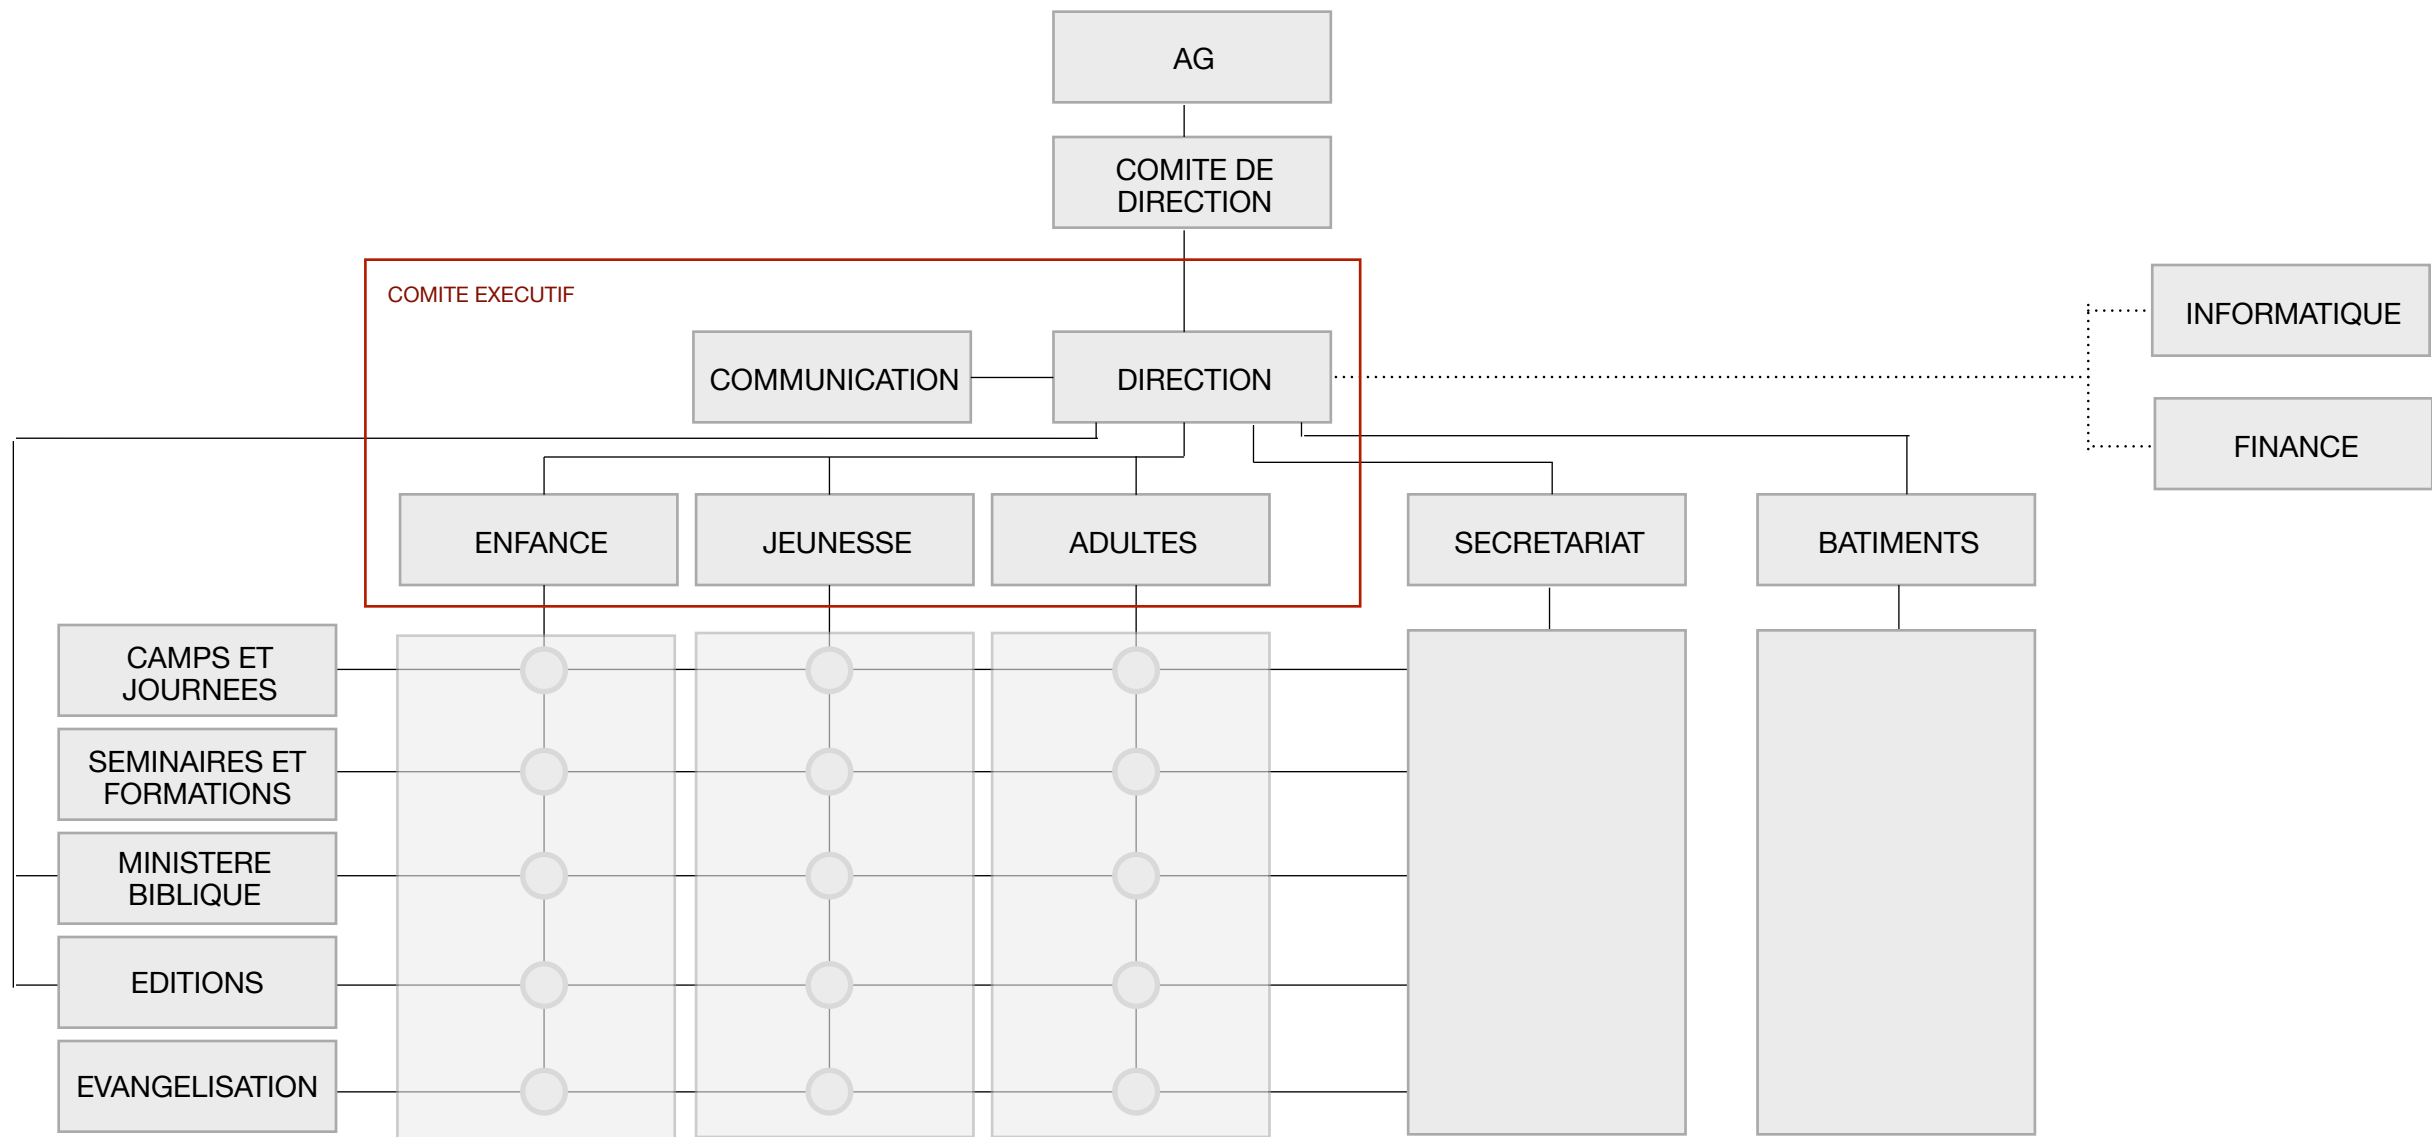 AG
COMITE DE
DIRECTION
COMITE EXECUTIF
INFORMATIQUE
COMMUNICATION
DIRECTION
FINANCE
ENFANCE
JEUNESSE
ADULTES
SECRETARIAT
BATIMENTS
CAMPS ET
JOURNEES
SEMINAIRES ET
FORMATIONS
MINISTERE
BIBLIQUE
EDITIONS
EVANGELISATION